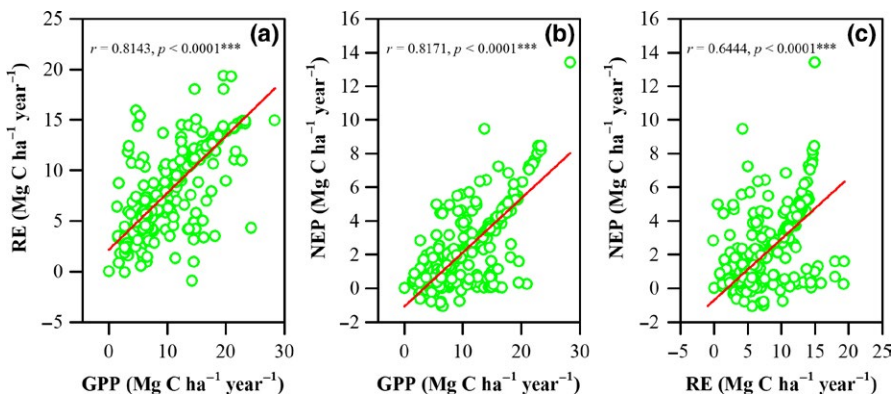 (a)
r = 0.8143, p < 0.0001***
25
20
15
10
5
0
−5
RE (Mg C ha⁻¹ year⁻¹)
0 10 20 30
GPP (Mg C ha⁻¹ year⁻¹)
(b)
r = 0.8171, p < 0.0001***
16
14
12
10
8
6
4
2
0
−2
NEP (Mg C ha⁻¹ year⁻¹)
0 10 20 30
GPP (Mg C ha⁻¹ year⁻¹)
(c)
r = 0.6444, p < 0.0001***
16
14
12
10
8
6
4
2
0
−2
NEP (Mg C ha⁻¹ year⁻¹)
−5 0 5 10 15 20 25
RE (Mg C ha⁻¹ year⁻¹)